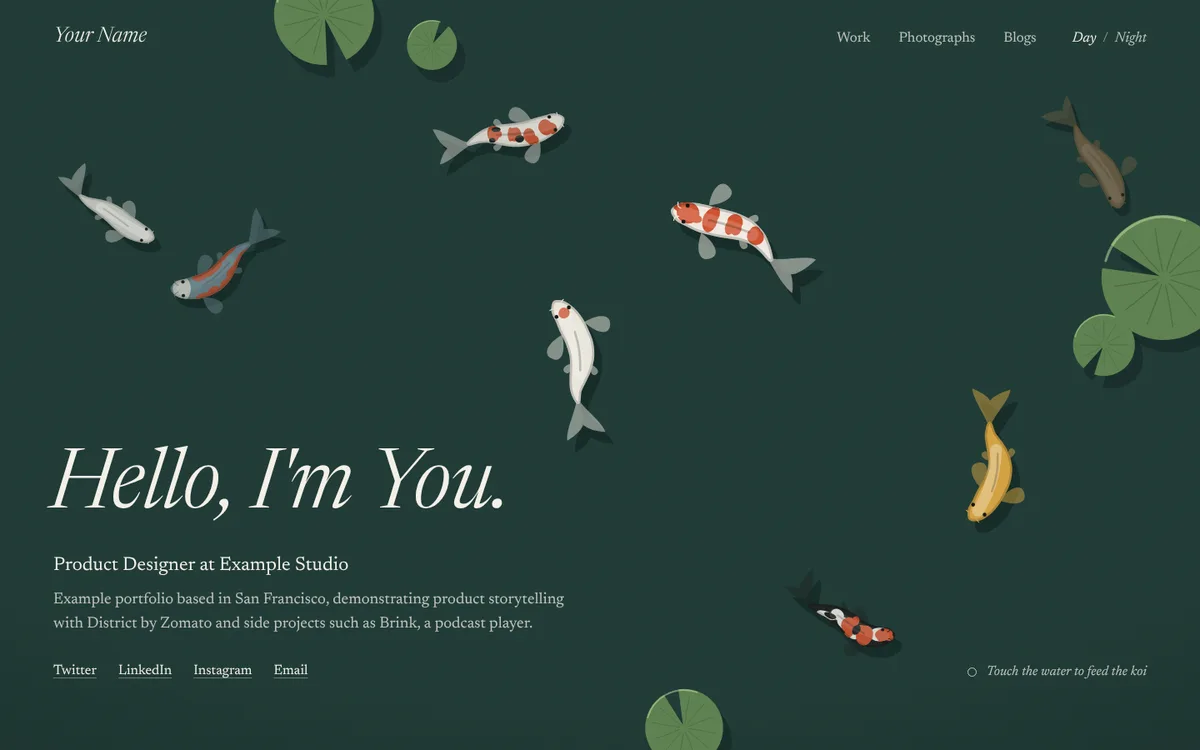 Your Name
Work
Photographs
Blogs
Day / Night
Hello, I'm You.
Product Designer at Example Studio
Example portfolio based in San Francisco, demonstrating product storytelling
with District by Zomato and side projects such as Brink, a podcast player.
Twitter
LinkedIn
Instagram
Email
Touch the water to feed the koi